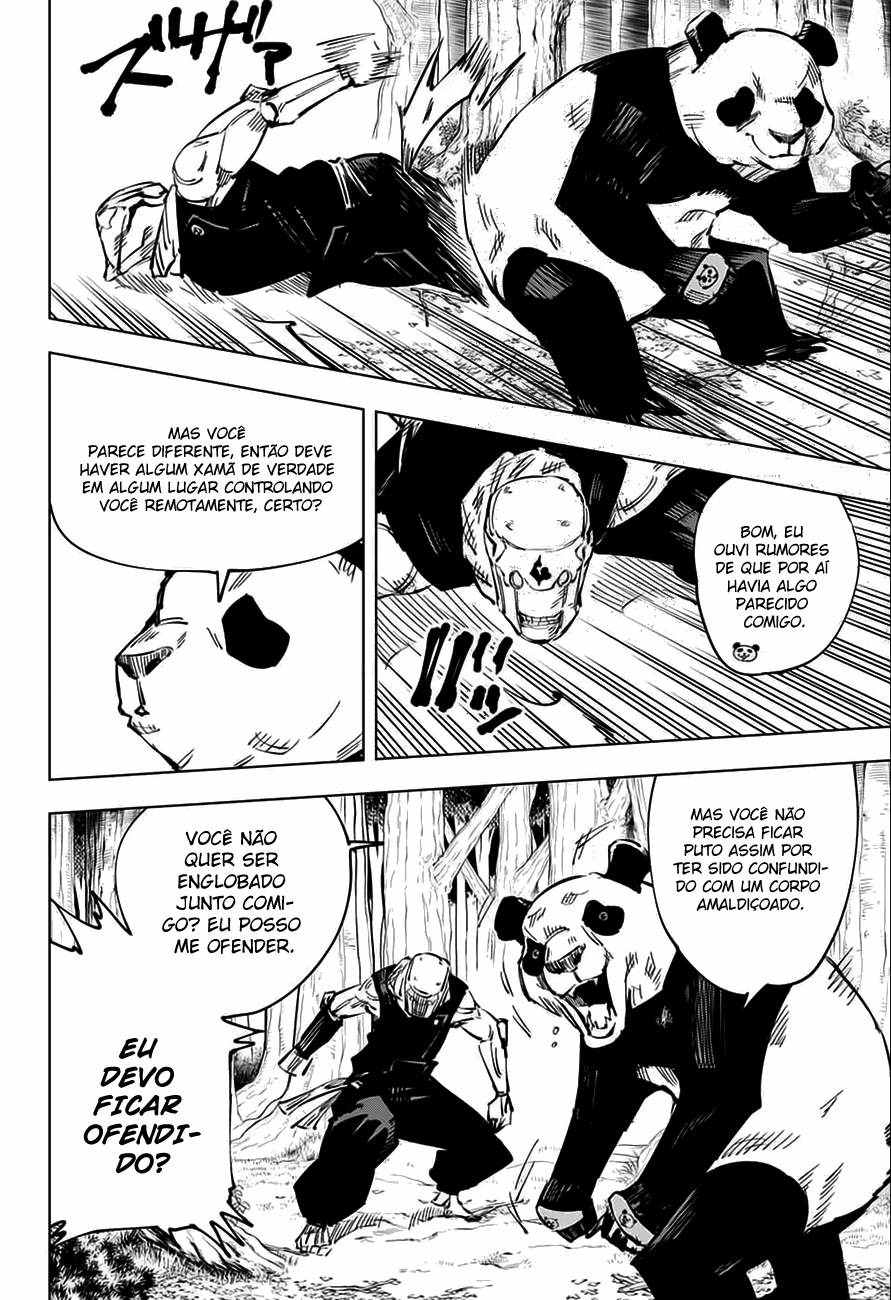 ズザァ
BOM, EU
OUVI RUMORES
DE QUE POR AÍ
HAVIA ALGO
PARECIDO
COMIGO.
MAS VOCÊ
PARECE DIFERENTE, ENTÃO DEVE
HAVER ALGUM XAMÃ DE VERDADE
EM ALGUM LUGAR CONTROLANDO
VOCÊ REMOTAMENTE, CERTO?
MAS VOCÊ NÃO
PRECISA FICAR
PUTO ASSIM POR
TER SIDO CONFUNDI-
DO COM UM CORPO
AMALDIÇOADO.
VOCÊ NÃO
QUER SER
ENGLOBADO
JUNTO COMI-
GO? EU POSSO
ME OFENDER.
EU
DEVO
FICAR
OFENDI-
DO?